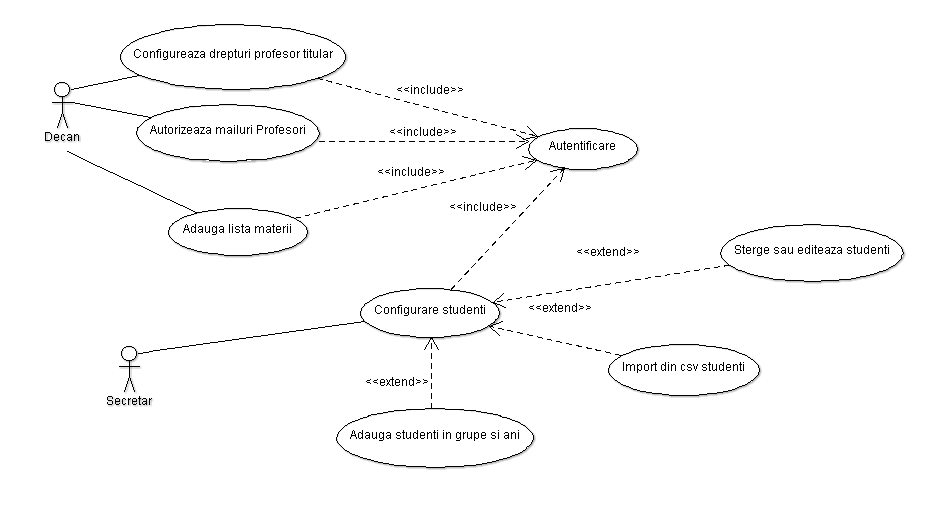 Configureaza drepturi profesor titular
<<include>>
Decan
Autorizeaza mailuri Profesori
<<include>>
Autentificare
<<include>>
<<include>>
Adauga lista materii
<<extend>>
Sterge sau editeaza studenti
Configurare studenti
<<extend>>
Import din csv studenti
Secretar
<<extend>>
Adauga studenti in grupe si ani